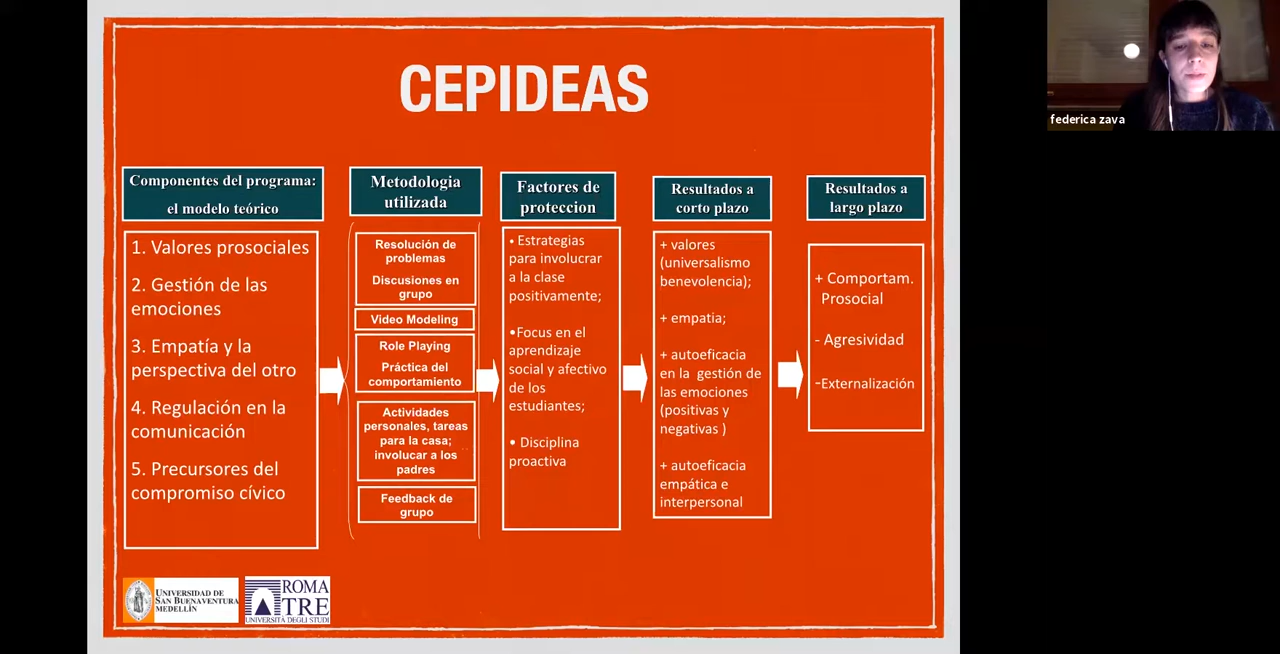 CEPIDEAS
federica zava
Componentes del programa:
el modelo teórico
1. Valores prosociales
2. Gestión de las
emociones
3. Empatía y la
perspectiva del otro
4. Regulación en la
comunicación
5. Precursores del
compromiso cívico
Metodologia
utilizada
Resolución de
problemas
Discusiones en
grupo
Video Modeling
Role Playing
Práctica del
comportamiento
Actividades
personales, tareas
para la casa;
involucar a los
padres
Feedback de
grupo
Factores de
proteccion
• Estrategias
para involucrar
a la clase
positivamente;
•Focus en el
aprendizaje
social y afectivo
de los
estudiantes;
• Disciplina
proactiva
Resultados a
corto plazo
+ valores
(universalismo
benevolencia);
+ empatia;
+ autoeficacia
en la gestión de
las emociones
(positivas y
negativas )
+ autoeficacia
empática e
interpersonal
Resultados a
largo plazo
+ Comportam.
Prosocial
- Agresividad
-Externalización
UNIVERSIDAD DE
SAN BUENAVENTURA
MEDELLÍN
ROMA
TRE
UNIVERSITÀ DEGLI STUDI